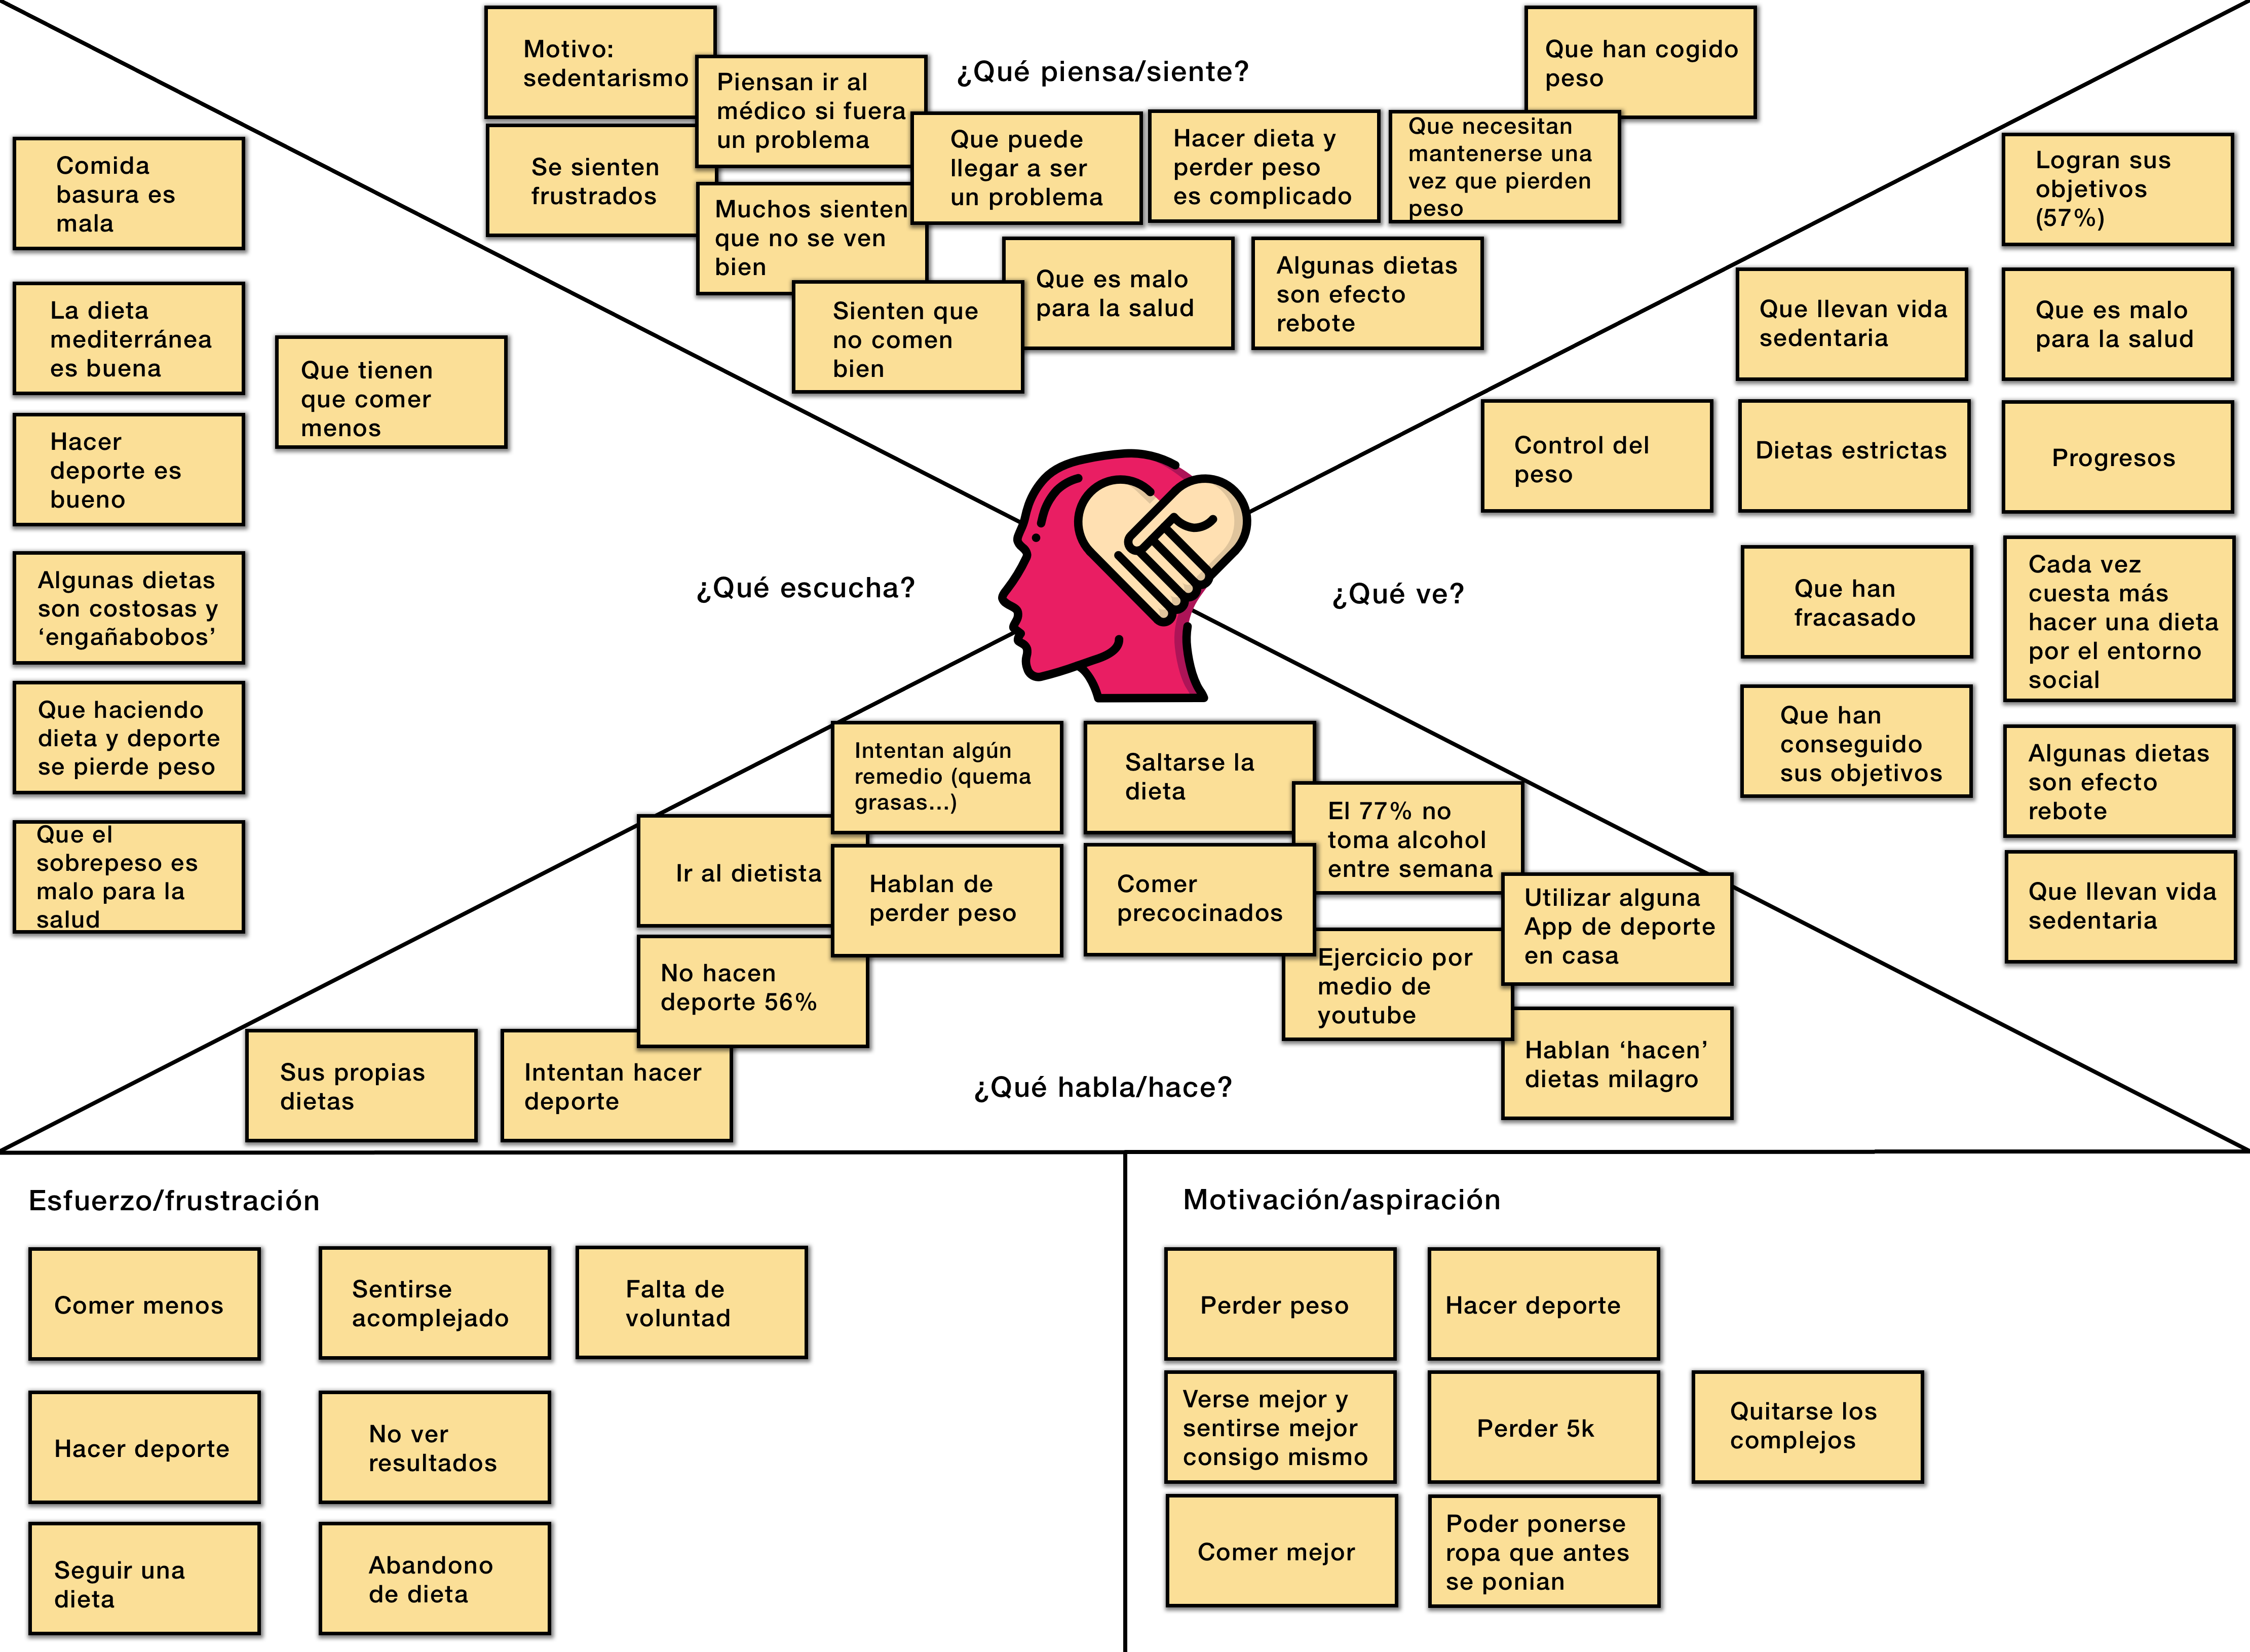 ¿Qué piensa/siente?
Motivo:
sedentarismo
Piensan ir al
médico si fuera
un problema
Se sienten
frustrados
Muchos sienten
que no se ven
bien
Que puede
llegar a ser
un problema
Hacer dieta y
perder peso
es complicado
Que necesitan
mantenerse una
vez que pierden
peso
Que han cogido
peso
Sienten que
no comen
bien
Que es malo
para la salud
Algunas dietas
son efecto
rebote
¿Qué escucha?
Comida
basura es
mala
La dieta
mediterránea
es buena
Que tienen
que comer
menos
Hacer
deporte es
bueno
Algunas dietas
son costosas y
‘engañabobos’
Que haciendo
dieta y deporte
se pierde peso
Que el
sobrepeso es
malo para la
salud
¿Qué ve?
Logran sus
objetivos
(57%)
Que llevan vida
sedentaria
Que es malo
para la salud
Control del
peso
Dietas estrictas
Progresos
Que han
fracasado
Cada vez
cuesta más
hacer una dieta
por el entorno
social
Que han
conseguido
sus objetivos
Algunas dietas
son efecto
rebote
Que llevan vida
sedentaria
¿Qué habla/hace?
Intentan algún
remedio (quema
grasas...)
Saltarse la
dieta
El 77% no
toma alcohol
entre semana
Ir al dietista
Hablan de
perder peso
Comer
precocinados
Utilizar alguna
App de deporte
en casa
No hacen
deporte 56%
Ejercicio por
medio de
youtube
Sus propias
dietas
Intentan hacer
deporte
Hablan ‘hacen’
dietas milagro
Esfuerzo/frustración
Comer menos
Sentirse
acomplejado
Falta de
voluntad
Hacer deporte
No ver
resultados
Seguir una
dieta
Abandono
de dieta
Motivación/aspiración
Perder peso
Hacer deporte
Verse mejor y
sentirse mejor
consigo mismo
Perder 5k
Quitarse los
complejos
Comer mejor
Poder ponerse
ropa que antes
se ponian